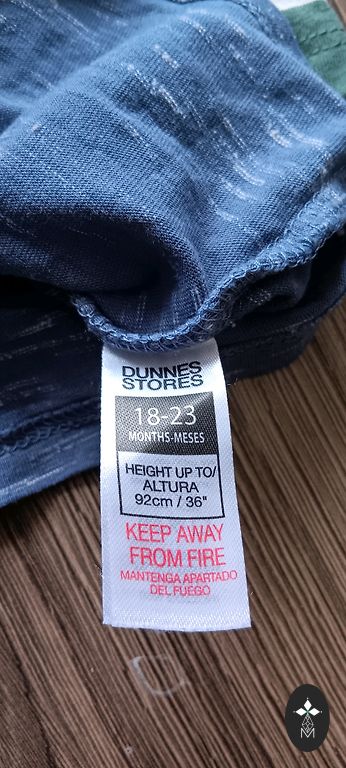 DUNNES
STORES
18-23
MONTHS-MESES
HEIGHT UP TO/
ALTURA
92cm / 36"
KEEP AWAY
FROM FIRE
MANTENGA APARTADO
DEL FUEGO
M